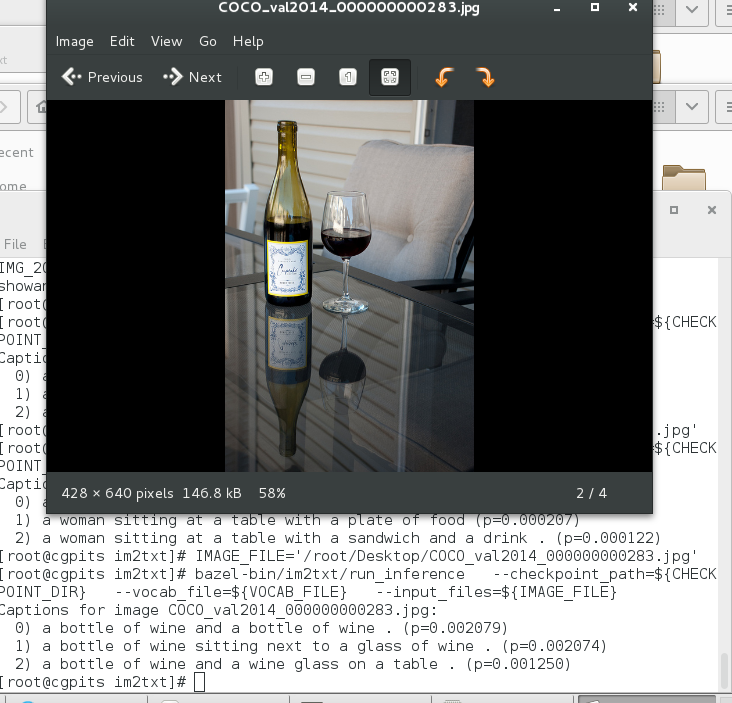 COCO_val2014_000000000283.jpg
Image Edit View Go Help
Previous Next
xt
ecent
ome
428 × 640 pixels 146.8 kB 58% 2 / 4
File
IMG_20
showar
[root@
[root@ =${CHECK
POINT_
Captio
0) a
1) a
2) a
[root@ .jpg'
[root@ =${CHECK
POINT_
Captio
0) a
1) a woman sitting at a table with a plate of food (p=0.000207)
2) a woman sitting at a table with a sandwich and a drink . (p=0.000122)
[root@cgpits im2txt]# IMAGE_FILE='/root/Desktop/COCO_val2014_000000000283.jpg'
[root@cgpits im2txt]# bazel-bin/im2txt/run_inference --checkpoint_path=${CHECK
POINT_DIR} --vocab_file=${VOCAB_FILE} --input_files=${IMAGE_FILE}
Captions for image COCO_val2014_000000000283.jpg:
0) a bottle of wine and a bottle of wine . (p=0.002079)
1) a bottle of wine sitting next to a glass of wine . (p=0.002074)
2) a bottle of wine and a wine glass on a table . (p=0.001250)
[root@cgpits im2txt]#